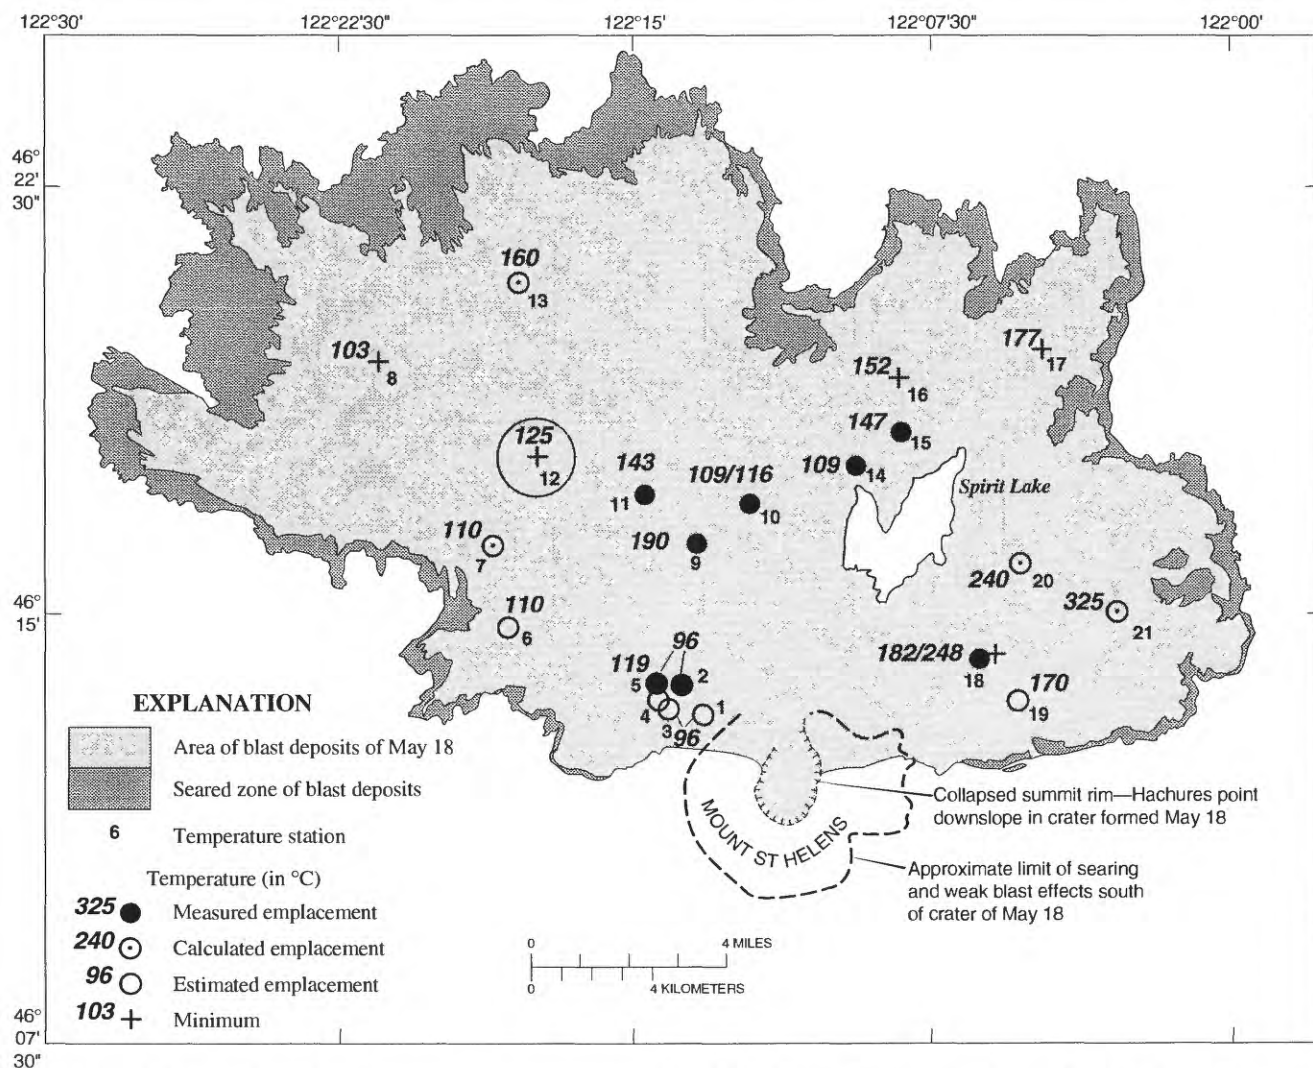 122°30' 122°22'30" 122°15' 122°07'30" 122°00'
46°
22'
30"
160
13
103
8
177
17
152
16
147
15
125
12
143
11
109/116
10
109
14
Spirit Lake
110
7
190
9
240
20
46°
15'
110
6
325
21
96
119
5
2
182/248
18
170
19
4
3
1
96
EXPLANATION
Area of blast deposits of May 18
Seared zone of blast deposits
6 Temperature station
Temperature (in °C)
325 Measured emplacement
240 Calculated emplacement
96 Estimated emplacement
103 Minimum
MOUNT ST HELENS
Collapsed summit rim—Hachures point
downslope in crater formed May 18
Approximate limit of searing
and weak blast effects south
of crater of May 18
0 4 MILES
0 4 KILOMETERS
46°
07'
30"